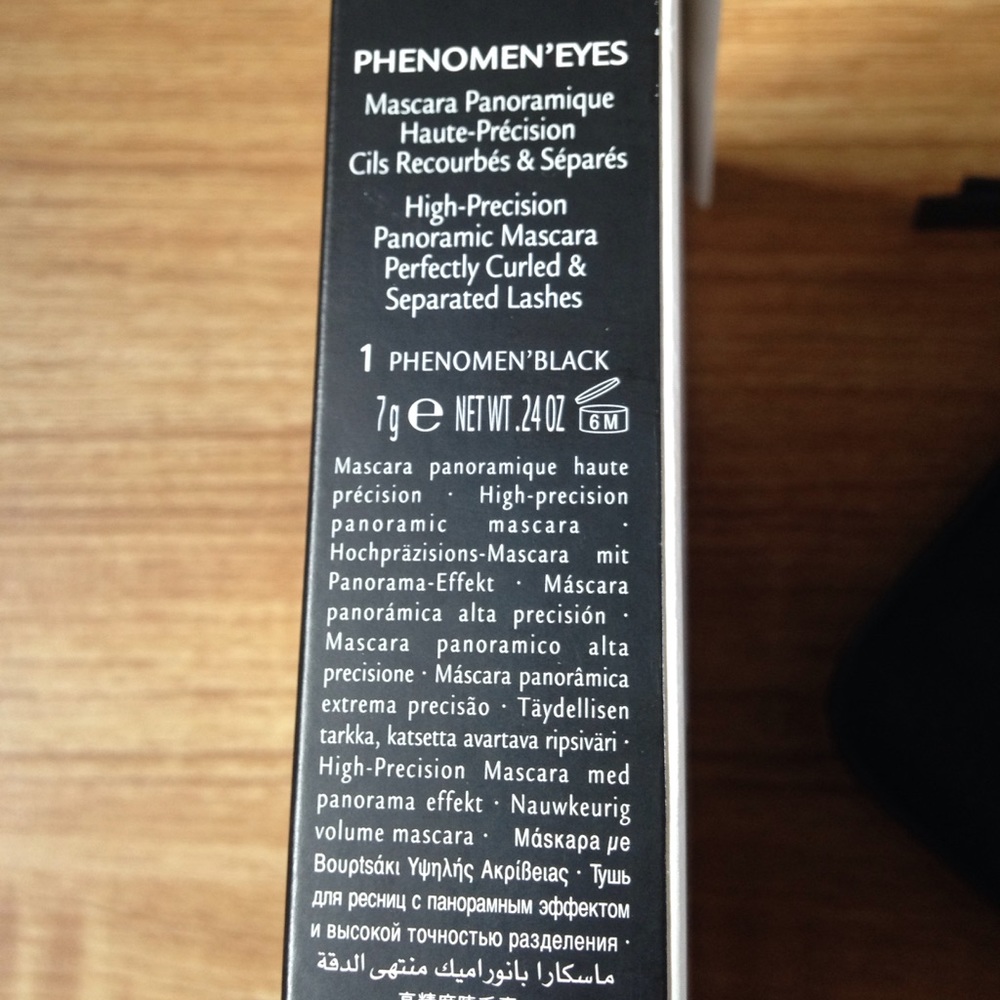 PHENOMEN'EYES
Mascara Panoramique
Haute-Précision
Cils Recourbés & Séparés
High-Precision
Panoramic Mascara
Perfectly Curled &
Separated Lashes
1 PHENOMEN'BLACK
7g e NET WT .24 OZ 6 M
Mascara panoramique haute
précision · High-precision
panoramic mascara ·
Hochpräzisions-Mascara mit
Panorama-Effekt · Máscara
panorámica alta precisión ·
Mascara panoramico alta
precisione · Máscara panorâmica
extrema precisão · Täydellisen
tarkka, katsetta avartava ripsiväri ·
High-Precision Mascara med
panorama effekt · Nauwkeurig
volume mascara · Μάsκαρα με
Βουρtsάκι Υψηλής Ακρίβειας · Тушь
для ресниц с панорамным эффектом
и высокой точностью разделения ·
ماسكارا بانوراميك منتهى الدقة